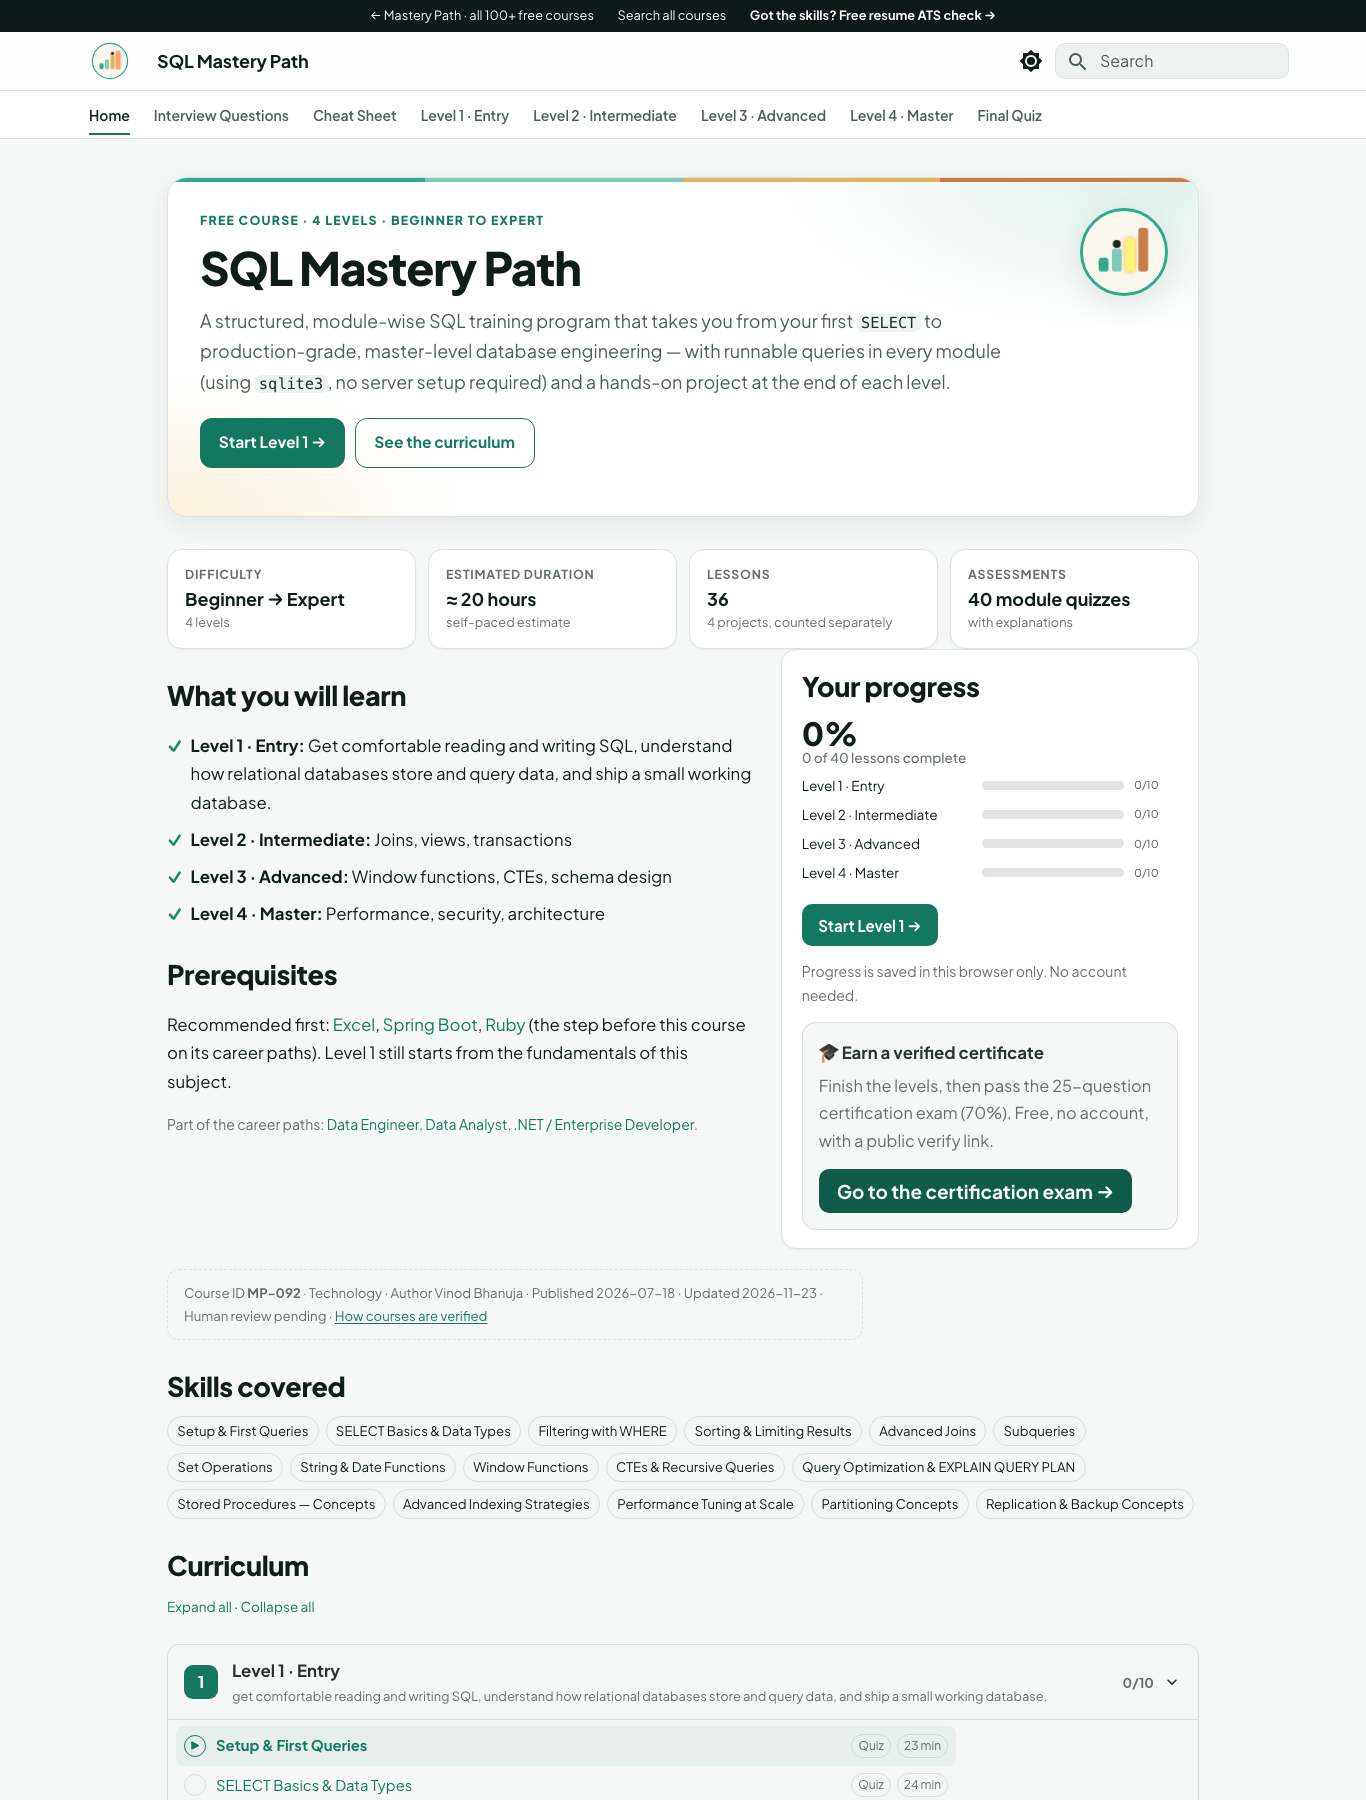 ← Mastery Path · all 100+ free courses
Search all courses
Got the skills? Free resume ATS check →
SQL Mastery Path
Search
Home
Interview Questions
Cheat Sheet
Level 1 · Entry
Level 2 · Intermediate
Level 3 · Advanced
Level 4 · Master
Final Quiz
FREE COURSE · 4 LEVELS · BEGINNER TO EXPERT
SQL Mastery Path
A structured, module-wise SQL training program that takes you from your first SELECT to
production-grade, master-level database engineering — with runnable queries in every module
(using sqlite3, no server setup required) and a hands-on project at the end of each level.
Start Level 1 →
See the curriculum
DIFFICULTY
Beginner → Expert
4 levels
ESTIMATED DURATION
≈ 20 hours
self-paced estimate
LESSONS
36
4 projects, counted separately
ASSESSMENTS
40 module quizzes
with explanations
What you will learn
Level 1 · Entry: Get comfortable reading and writing SQL, understand
how relational databases store and query data, and ship a small working
database.
Level 2 · Intermediate: Joins, views, transactions
Level 3 · Advanced: Window functions, CTEs, schema design
Level 4 · Master: Performance, security, architecture
Prerequisites
Recommended first: Excel, Spring Boot, Ruby (the step before this course
on its career paths). Level 1 still starts from the fundamentals of this
subject.
Part of the career paths: Data Engineer, Data Analyst, .NET / Enterprise Developer.
Your progress
0%
0 of 40 lessons complete
Level 1 · Entry 0/10
Level 2 · Intermediate 0/10
Level 3 · Advanced 0/10
Level 4 · Master 0/10
Start Level 1 →
Progress is saved in this browser only. No account
needed.
🎓 Earn a verified certificate
Finish the levels, then pass the 25-question
certification exam (70%). Free, no account,
with a public verify link.
Go to the certification exam →
Course ID MP-092 · Technology · Author Vinod Bhanuja · Published 2026-07-18 · Updated 2026-11-23 ·
Human review pending · How courses are verified
Skills covered
Setup & First Queries
SELECT Basics & Data Types
Filtering with WHERE
Sorting & Limiting Results
Advanced Joins
Subqueries
Set Operations
String & Date Functions
Window Functions
CTEs & Recursive Queries
Query Optimization & EXPLAIN QUERY PLAN
Stored Procedures — Concepts
Advanced Indexing Strategies
Performance Tuning at Scale
Partitioning Concepts
Replication & Backup Concepts
Curriculum
Expand all · Collapse all
1
Level 1 · Entry
get comfortable reading and writing SQL, understand how relational databases store and query data, and ship a small working database.
0/10
Setup & First Queries
Quiz
23 min
SELECT Basics & Data Types
Quiz
24 min